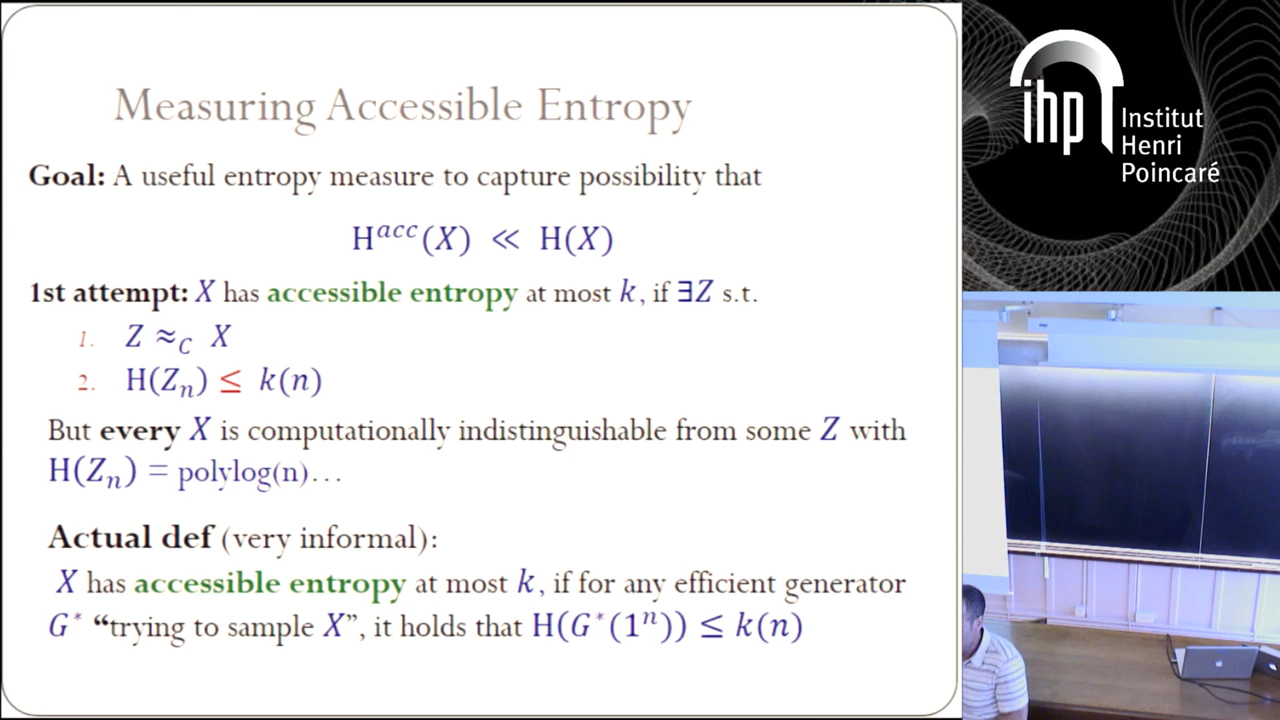 Measuring Accessible Entropy
Goal: A useful entropy measure to capture possibility that
H^{acc}(X) ≪ H(X)
1st attempt: X has accessible entropy at most k, if ∃Z s.t.
1. Z ≈_C X
2. H(Z_n) ≤ k(n)
But every X is computationally indistinguishable from some Z with
H(Z_n) = polylog(n)…
Actual def (very informal):
X has accessible entropy at most k, if for any efficient generator
G* “trying to sample X”, it holds that H(G*(1^n)) ≤ k(n)
ihp
Institut
Henri
Poincaré